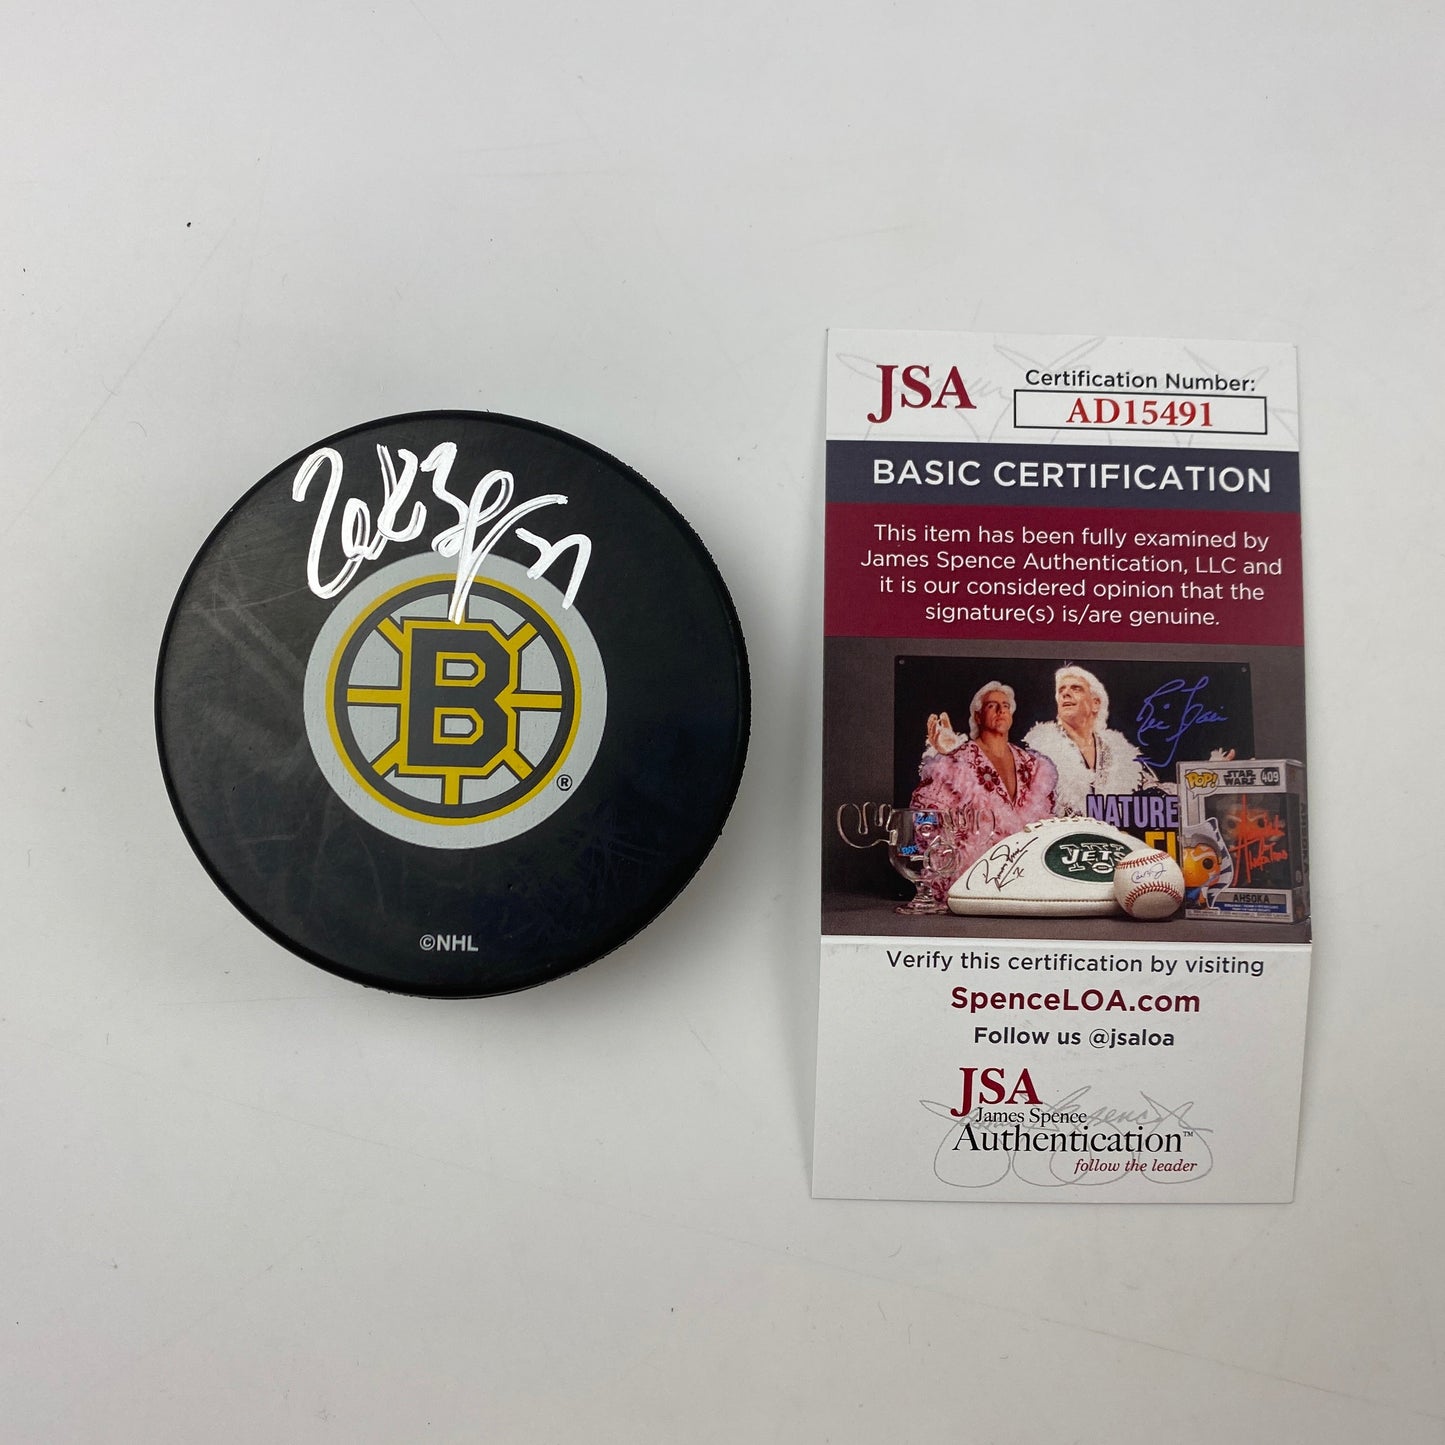 B
®
©NHL
JSA
Certification Number:
AD15491
BASIC CERTIFICATION
This item has been fully examined by
James Spence Authentication, LLC and
it is our considered opinion that the
signature(s) is/are genuine.
NATURE
POP!
STAR
WARS
409
JETS
AHSOKA
Verify this certification by visiting
SpenceLOA.com
Follow us @jsaloa
JSA
James Spence
Authentication™
follow the leader